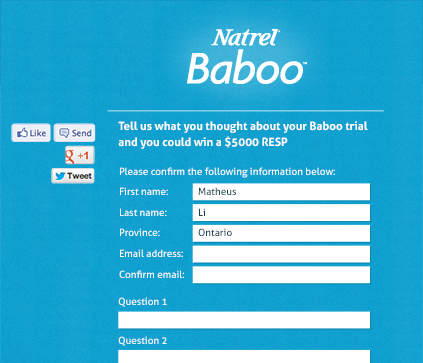 Natrel
Baboo™
Like
Send
+1
Tweet
Tell us what you thought about your Baboo trial
and you could win a $5000 RESP
Please confirm the following information below:
First name: Matheus
Last name: Li
Province: Ontario
Email address:
Confirm email:
Question 1
Question 2